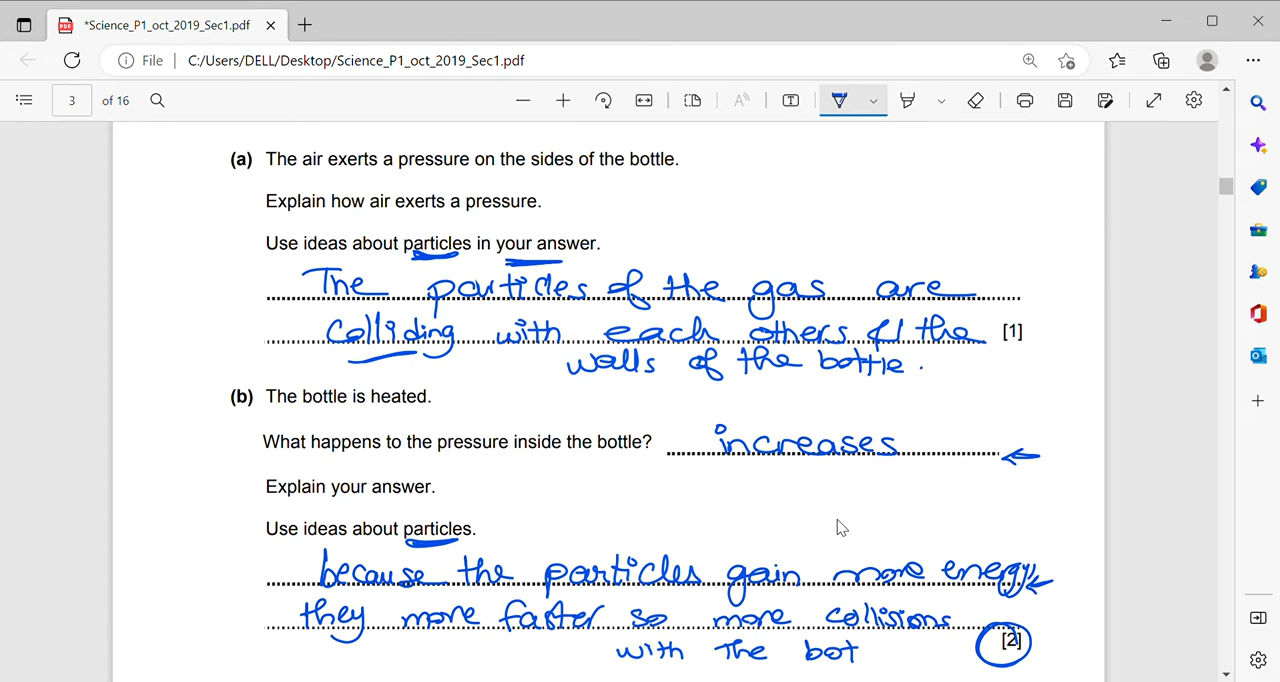 *Science_P1_oct_2019_Sec1.pdf
File C:/Users/DELL/Desktop/Science_P1_oct_2019_Sec1.pdf
3 of 16
(a) The air exerts a pressure on the sides of the bottle.
Explain how air exerts a pressure.
Use ideas about particles in your answer.
The particles of the gas are
colliding with each others & the [1]
walls of the bottle.
(b) The bottle is heated.
What happens to the pressure inside the bottle? increases
Explain your answer.
Use ideas about particles.
because the particles gain more energy
they more faster so more collisions
with the bot [2]